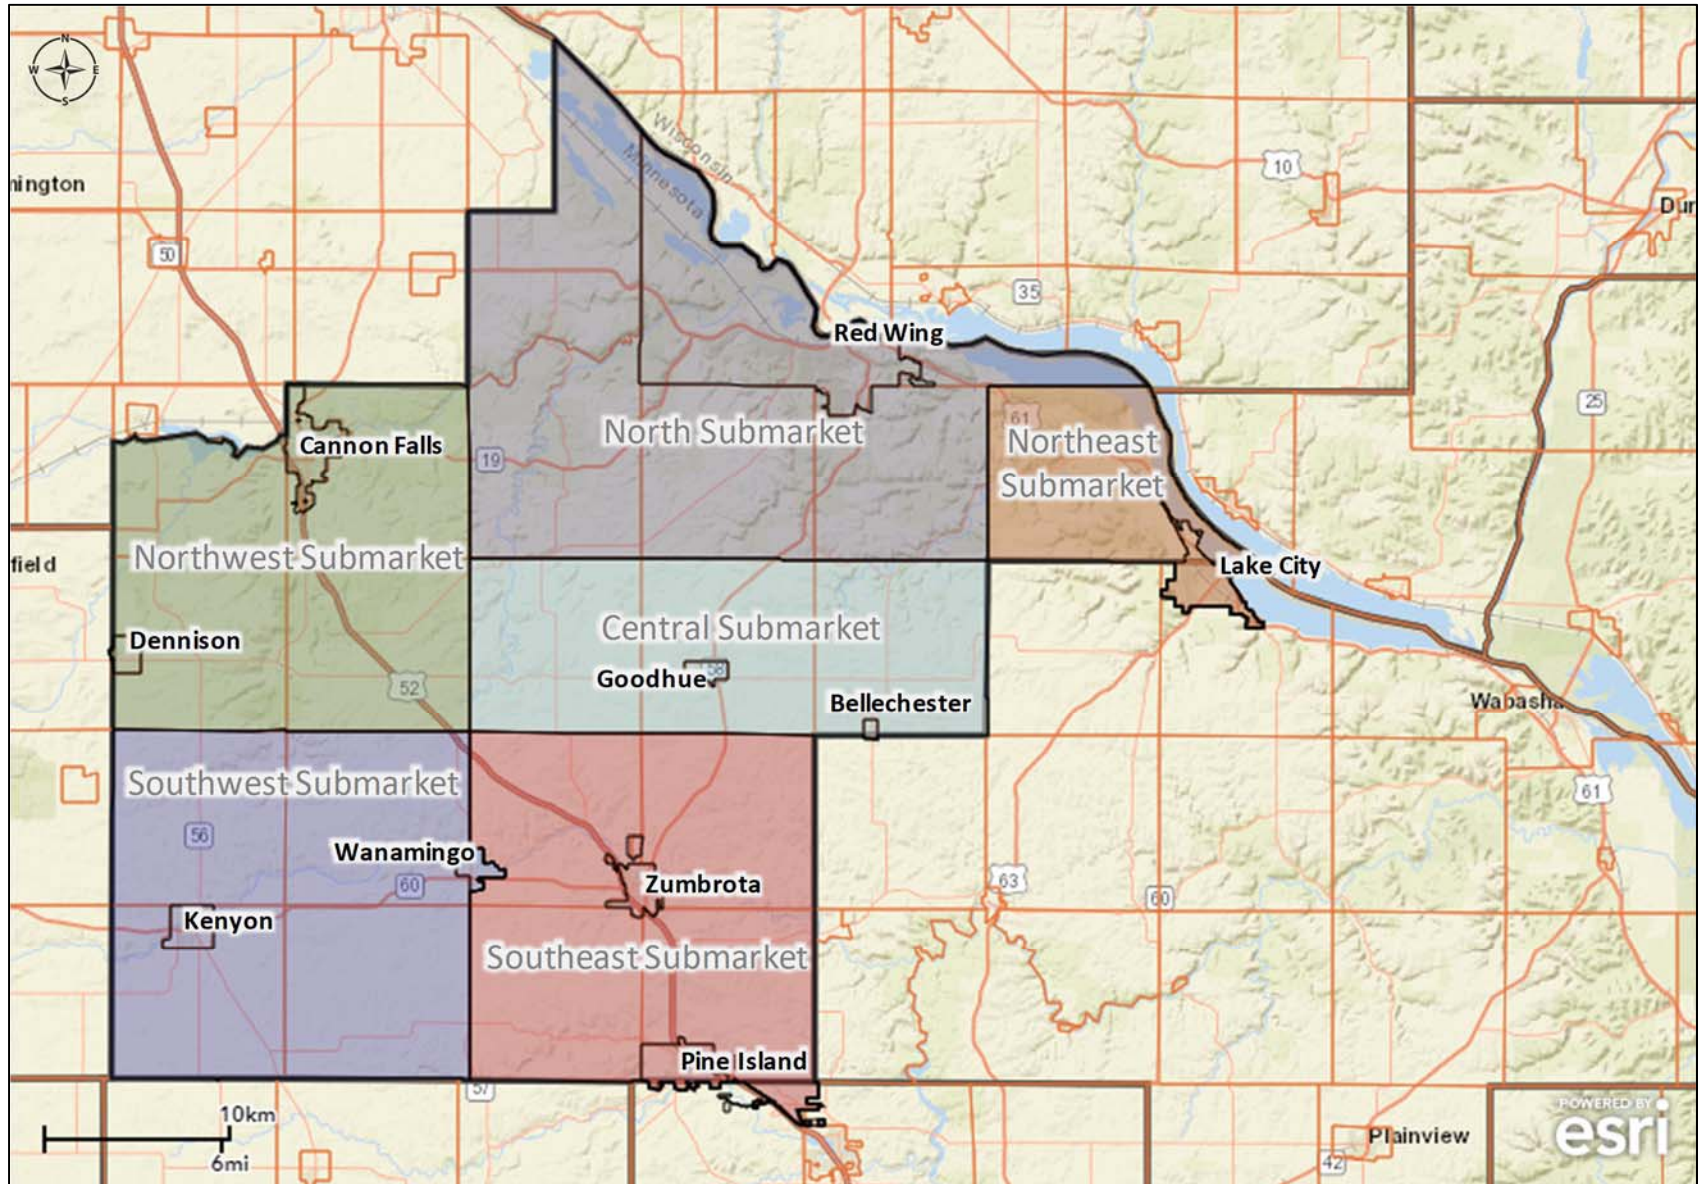 N
W E
S
Wisconsin
Minnesota
10
nington
Dur
50
35
Red Wing
25
61
North Submarket
Northeast
Submarket
Cannon Falls
19
Northwest Submarket
field
Lake City
Central Submarket
Dennison
Goodhue
58
52
Bellechester
Wabasha
Southwest Submarket
61
56
Wanamingo
60
Zumbrota
63
60
Kenyon
Southeast Submarket
Pine Island
57
10km
6mi
POWERED BY
esri
Plainview
42